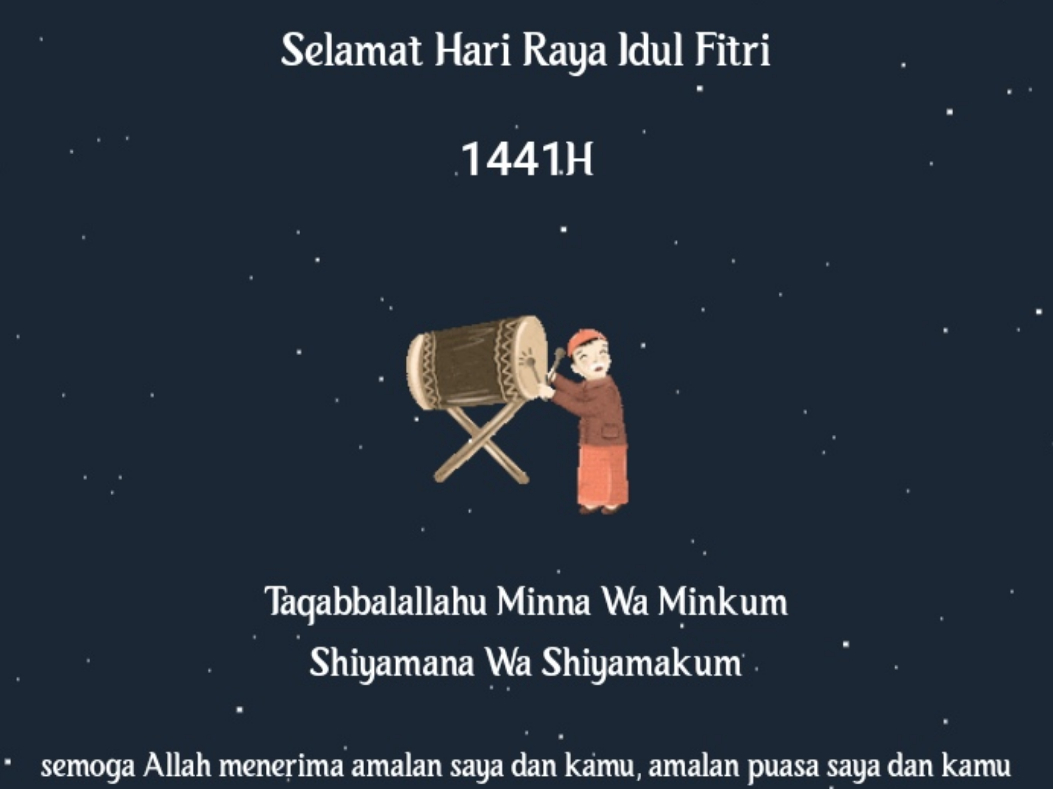 Selamat Hari Raya Idul Fitri
1441H
Taqabbalallahu Minna Wa Minkum
Shiyamana Wa Shiyamakum
semoga Allah menerima amalan saya dan kamu, amalan puasa saya dan kamu